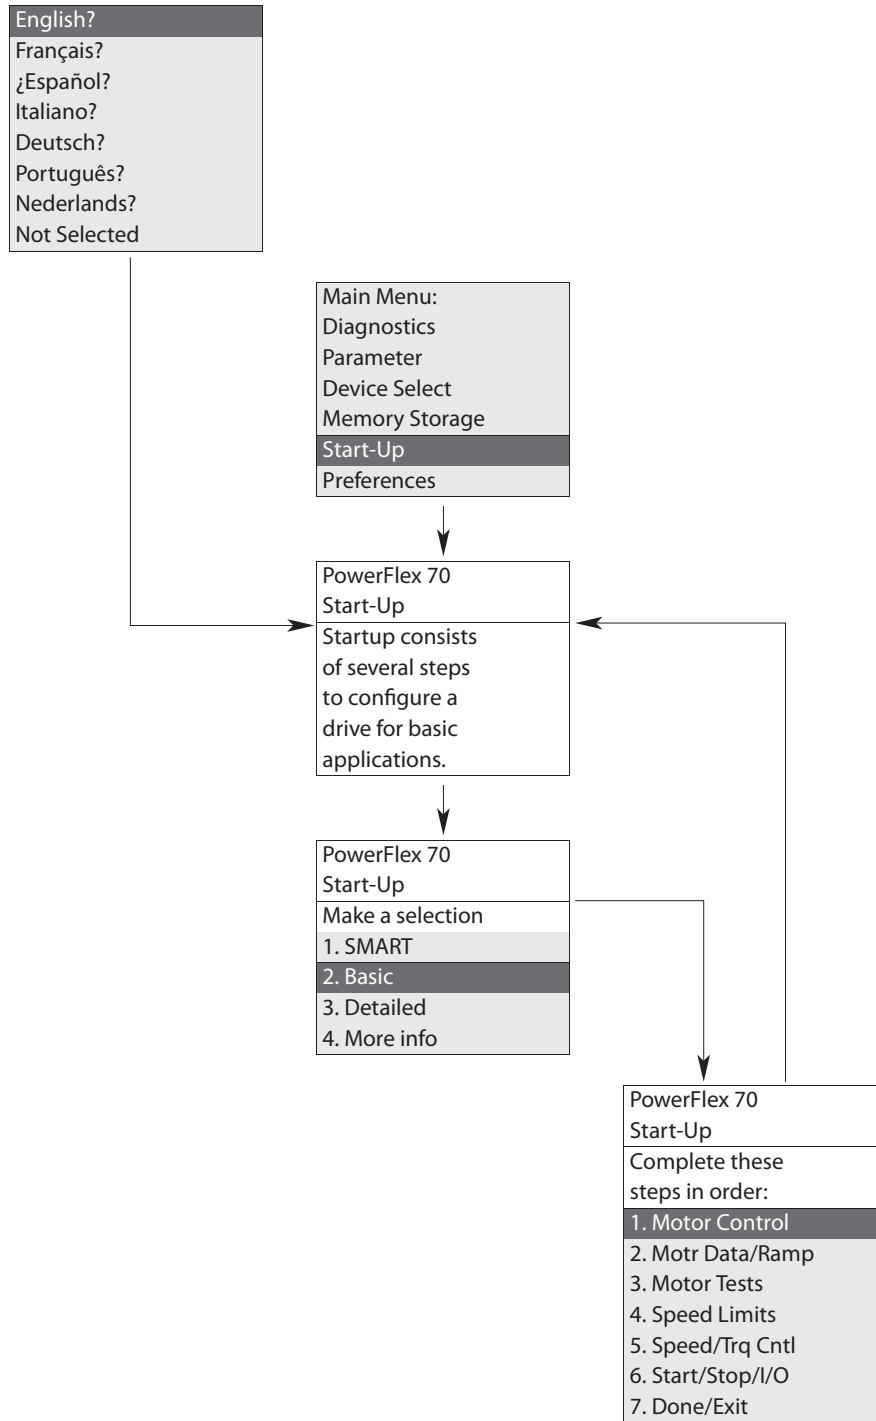 English?
Français?
¿Español?
Italiano?
Deutsch?
Português?
Nederlands?
Not Selected
Main Menu:
Diagnostics
Parameter
Device Select
Memory Storage
Start-Up
Preferences
PowerFlex 70
Start-Up
Startup consists
of several steps
to configure a
drive for basic
applications.
PowerFlex 70
Start-Up
Make a selection
1. SMART
2. Basic
3. Detailed
4. More info
PowerFlex 70
Start-Up
Complete these
steps in order:
1. Motor Control
2. Motr Data/Ramp
3. Motor Tests
4. Speed Limits
5. Speed/Trq Cntl
6. Start/Stop/I/O
7. Done/Exit